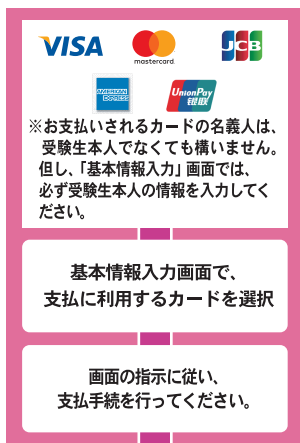 VISA
mastercard.
JCB
AMERICAN
EXPRESS
UnionPay
银联
※お支払いされるカードの名義人は、
受験生本人でなくても構いません。
但し、「基本情報入力」画面では、
必ず受験生本人の情報を入力してく
ださい。
基本情報入力画面で、
支払に利用するカードを選択
画面の指示に従い、
支払手続を行ってください。